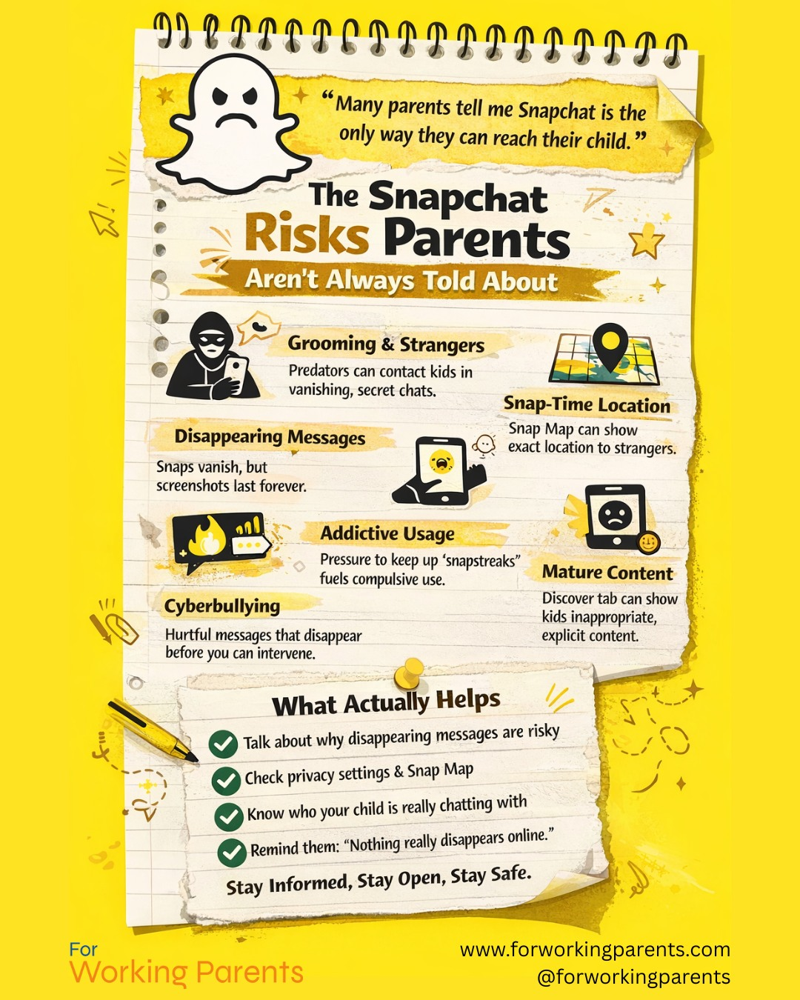 “Many parents tell me Snapchat is the
only way they can reach their child.”
The Snapchat
Risks Parents
Aren't Always Told About
Grooming & Strangers
Predators can contact kids in
vanishing, secret chats.
Snap-Time Location
Snap Map can show
exact location to strangers.
Disappearing Messages
Snaps vanish, but
screenshots last forever.
Addictive Usage
Pressure to keep up ‘snapstreaks”
fuels compulsive use.
Mature Content
Discover tab can show
kids inappropriate,
explicit content.
Cyberbullying
Hurtful messages that disappear
before you can intervene.
What Actually Helps
Talk about why disappearing messages are risky
Check privacy settings & Snap Map
Know who your child is really chatting with
Remind them: “Nothing really disappears online.”
Stay Informed, Stay Open, Stay Safe.
For
Working Parents
www.forworkingparents.com
@forworkingparents